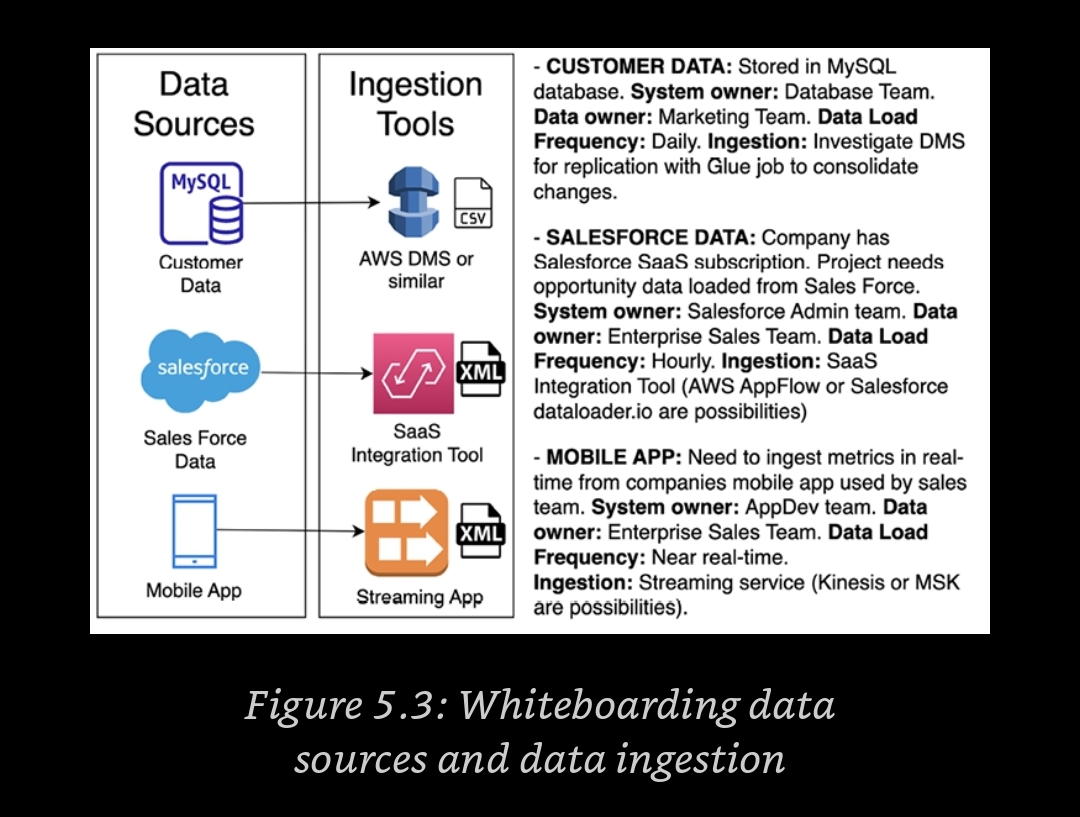 Data
Sources
MySQL
Customer
Data
salesforce
Sales Force
Data
Mobile App
Ingestion
Tools
CSV
AWS DMS or
similar
XML
SaaS
Integration Tool
XML
Streaming App
- CUSTOMER DATA: Stored in MySQL
database. System owner: Database Team.
Data owner: Marketing Team. Data Load
Frequency: Daily. Ingestion: Investigate DMS
for replication with Glue job to consolidate
changes.
- SALESFORCE DATA: Company has
Salesforce SaaS subscription. Project needs
opportunity data loaded from Sales Force.
System owner: Salesforce Admin team. Data
owner: Enterprise Sales Team. Data Load
Frequency: Hourly. Ingestion: SaaS
Integration Tool (AWS AppFlow or Salesforce
dataloader.io are possibilities)
- MOBILE APP: Need to ingest metrics in real-
time from companies mobile app used by sales
team. System owner: AppDev team. Data
owner: Enterprise Sales Team. Data Load
Frequency: Near real-time.
Ingestion: Streaming service (Kinesis or MSK
are possibilities).
Figure 5.3: Whiteboarding data
sources and data ingestion